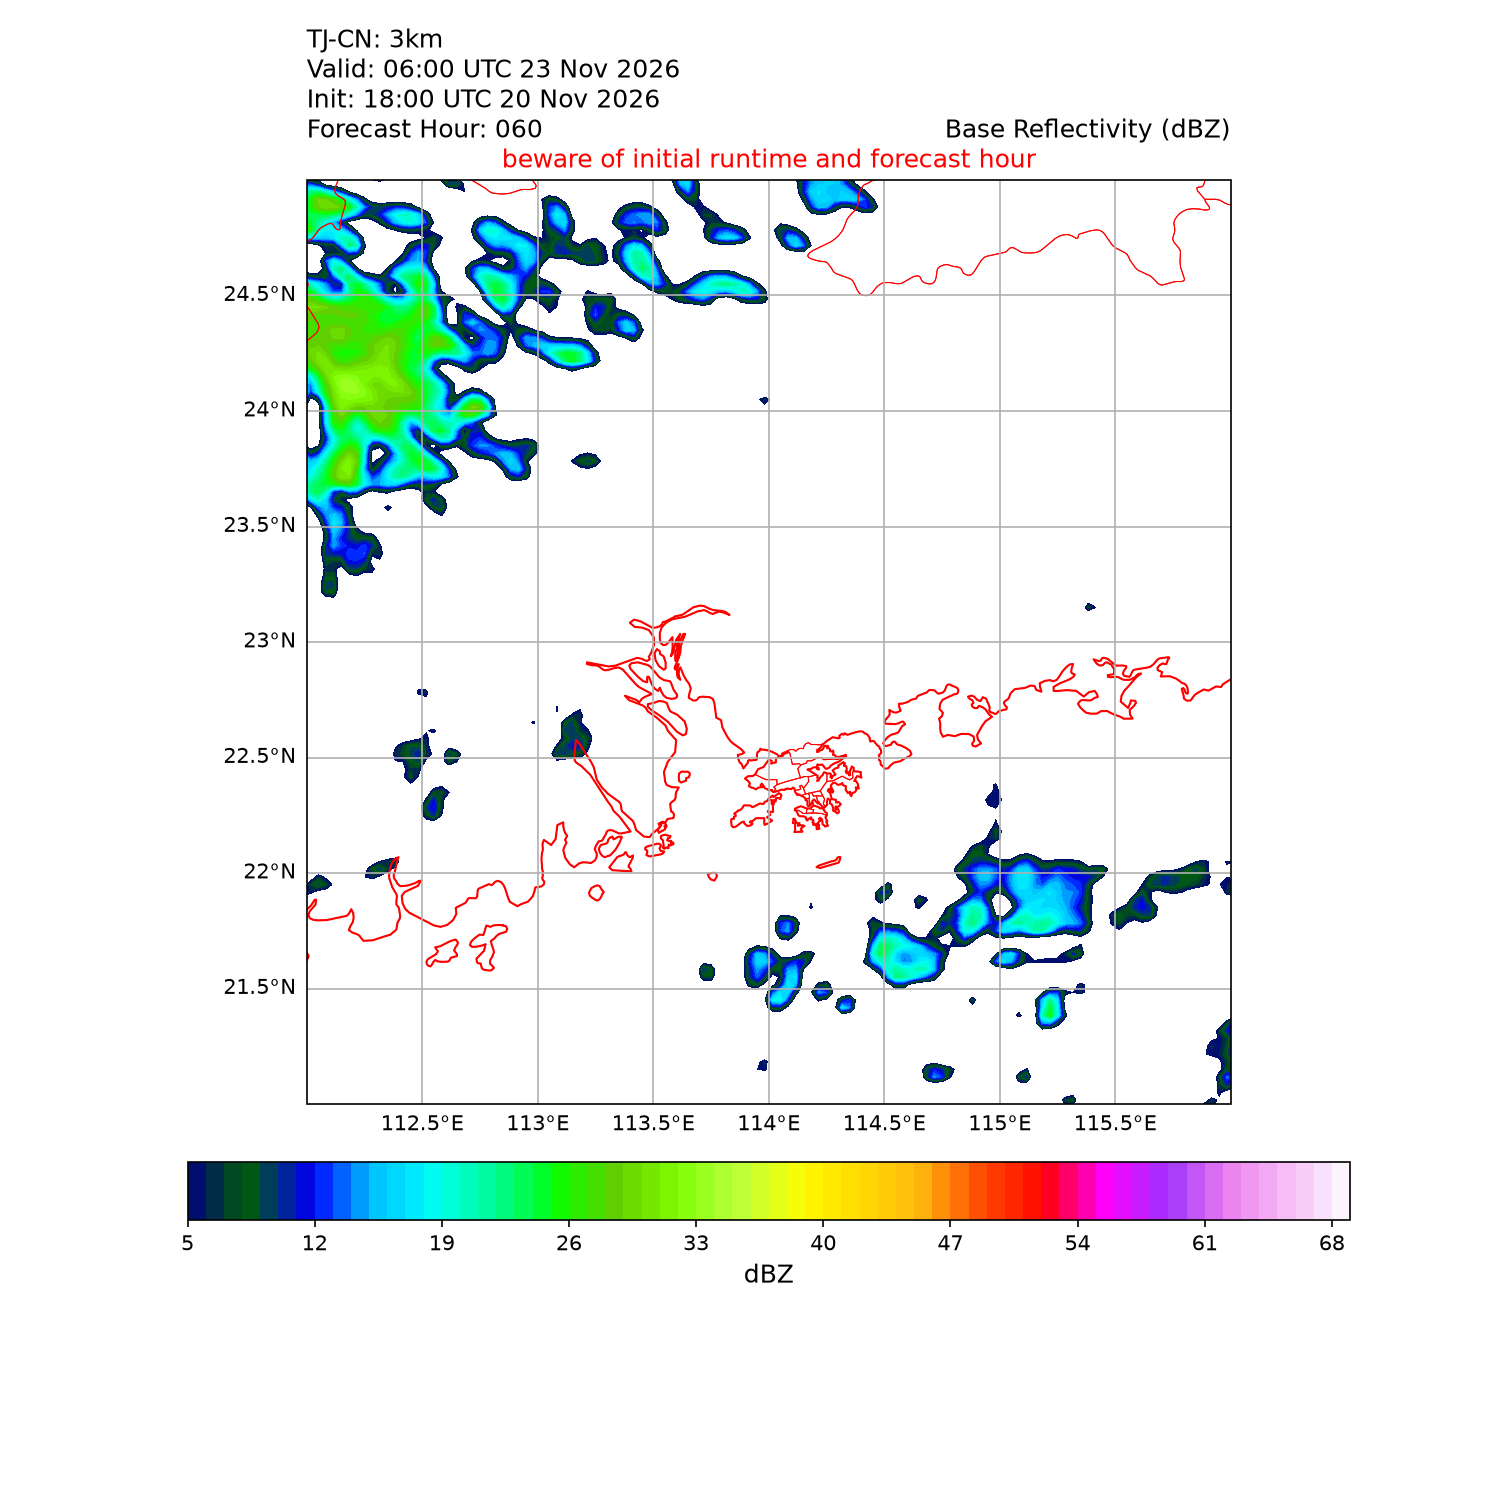 TJ-CN: 3km
Valid: 06:00 UTC 23 Nov 2026
Init: 18:00 UTC 20 Nov 2026
Forecast Hour: 060
Base Reflectivity (dBZ)
beware of initial runtime and forecast hour
24.5°N
24°N
23.5°N
23°N
22.5°N
22°N
21.5°N
112.5°E 113°E 113.5°E 114°E 114.5°E 115°E 115.5°E
5 12 19 26 33 40 47 54 61 68
dBZ